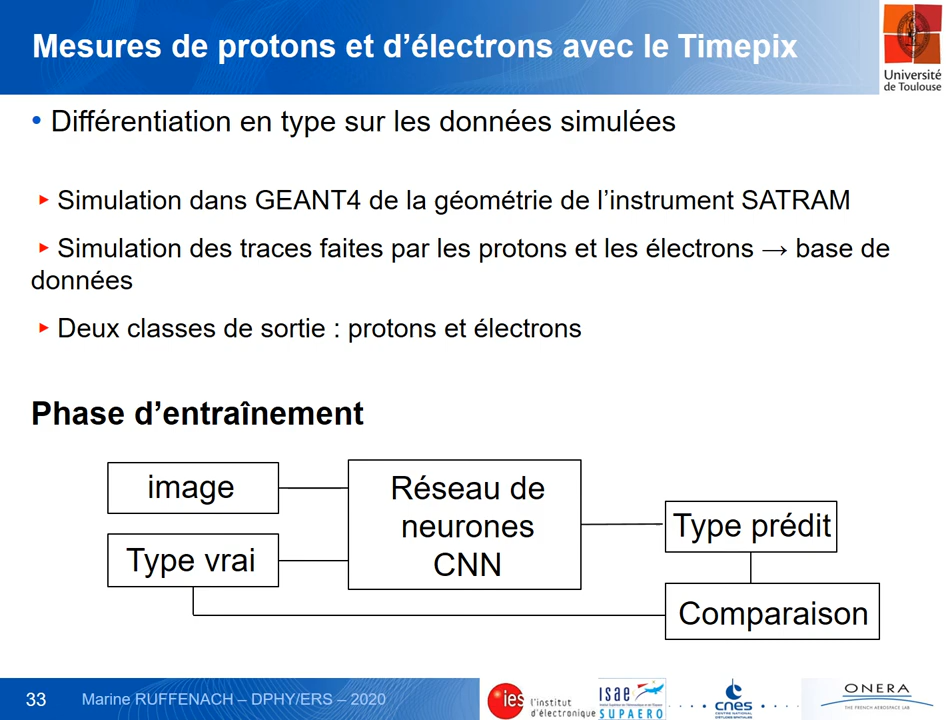 Mesures de protons et d’électrons avec le Timepix
Université
de Toulouse
• Différentiation en type sur les données simulées
Simulation dans GEANT4 de la géométrie de l’instrument SATRAM
Simulation des traces faites par les protons et les électrons → base de
données
Deux classes de sortie : protons et électrons
Phase d’entraînement
image
Réseau de
neurones
CNN
Type vrai
Type prédit
Comparaison
33
Marine RUFFENACH – DPHY/ERS – 2020
ies
l'institut
d'électronique
isae
SUPAERO
cnes
CENTRE NATIONAL
D'ÉTUDES SPATIALES
ONERA
THE FRENCH AEROSPACE LAB